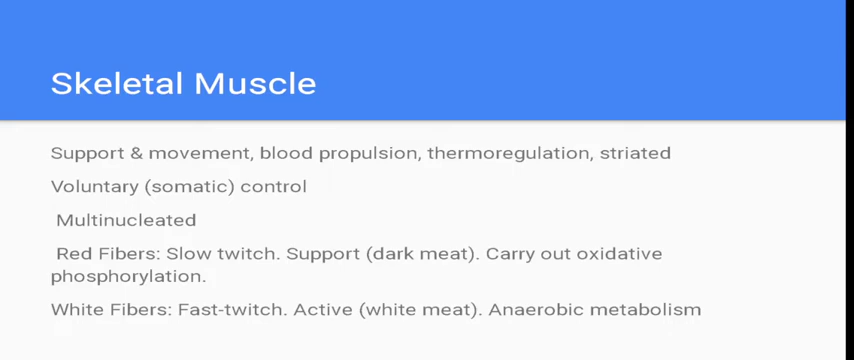 Skeletal Muscle
Support & movement, blood propulsion, thermoregulation, striated
Voluntary (somatic) control
Multinucleated
Red Fibers: Slow twitch. Support (dark meat). Carry out oxidative
phosphorylation.
White Fibers: Fast-twitch. Active (white meat). Anaerobic metabolism